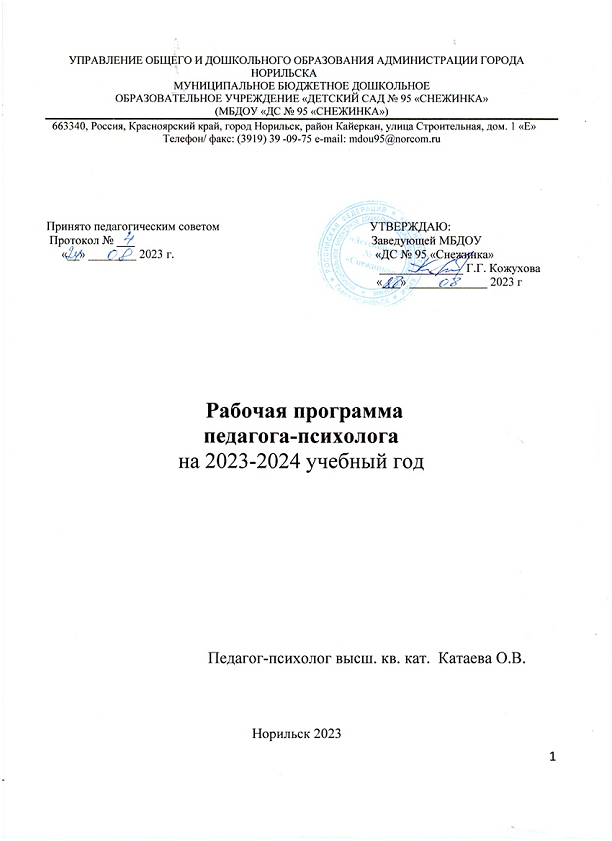 УПРАВЛЕНИЕ ОБЩЕГО И ДОШКОЛЬНОГО ОБРАЗОВАНИЯ АДМИНИСТРАЦИИ ГОРОДА
НОРИЛЬСКА
МУНИЦИПАЛЬНОЕ БЮДЖЕТНОЕ ДОШКОЛЬНОЕ
ОБРАЗОВАТЕЛЬНОЕ УЧРЕЖДЕНИЕ «ДЕТСКИЙ САД № 95 «СНЕЖИНКА»
(МБДОУ «ДС № 95 «СНЕЖИНКА»)
663340, Россия, Красноярский край, город Норильск, район Кайеркан, улица Строительная, дом. 1 «Е»
Телефон/ факс: (3919) 39 -09-75 e-mail: mdou95@norcom.ru
Принято педагогическим советом
Протокол № 4
« » 08 2023 г.
УТВЕРЖДАЮ:
Заведующей МБДОУ
«ДС № 95 «Снежинка»
Г.Г. Кожухова
« » 08 2023 г
РОССИЙСКАЯ ФЕДЕРАЦИЯ
«Снежинка»
Рабочая программа
педагога-психолога
на 2023-2024 учебный год
Педагог-психолог высш. кв. кат. Катаева О.В.
Норильск 2023
1